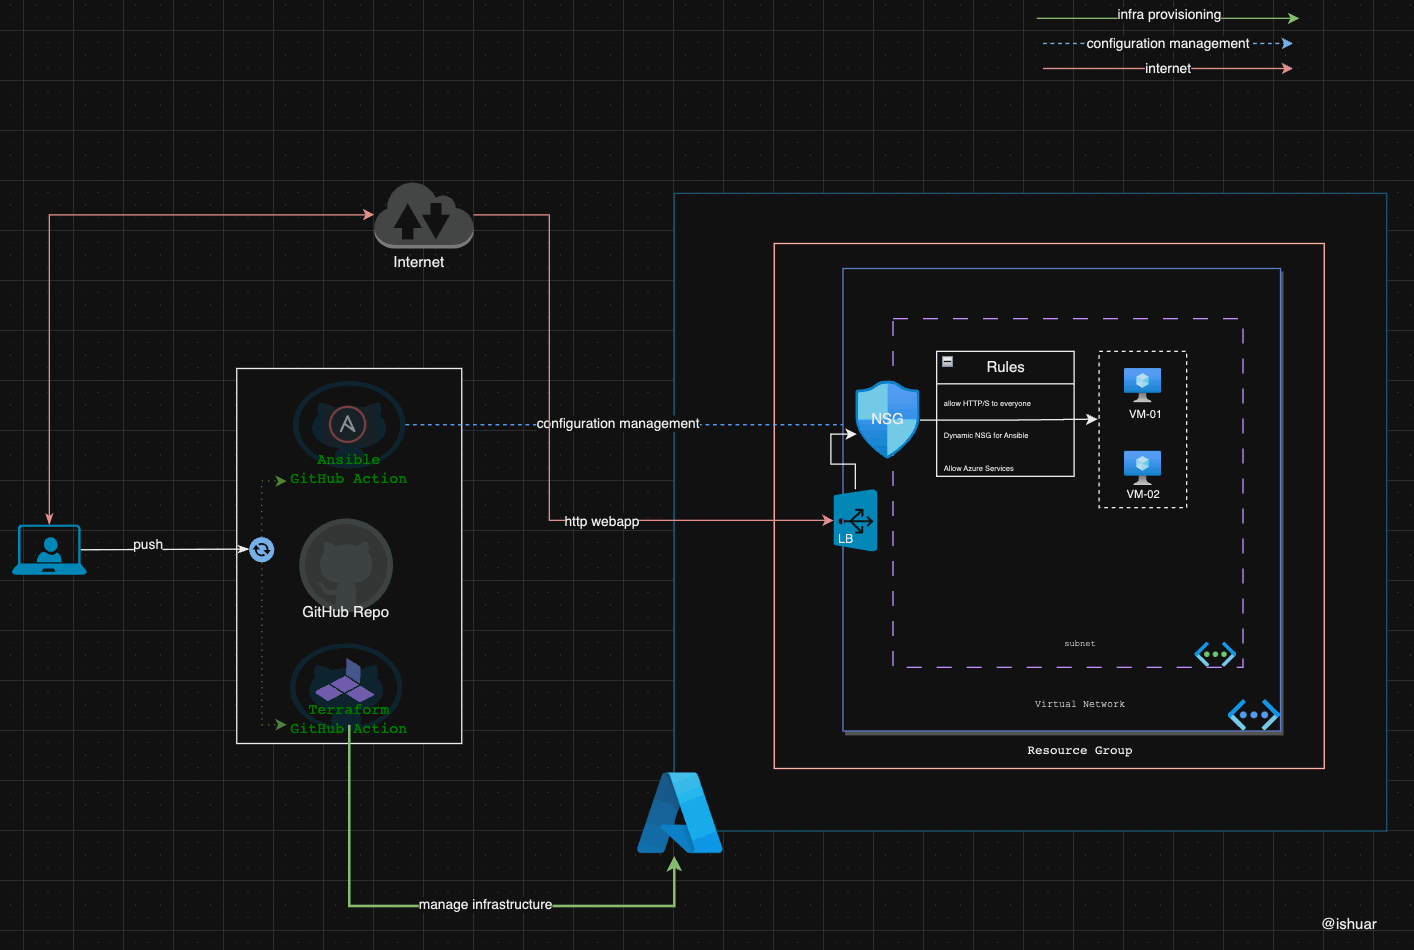 infra provisioning
configuration management
internet
Internet
Rules
allow HTTP/S to everyone
NSG
Dynamic NSG for Ansible
Allow Azure Services
VM-01
VM-02
configuration management
Ansible
GitHub Action
http webapp
LB
push
GitHub Repo
subnet
Terraform
GitHub Action
Virtual Network
Resource Group
manage infrastructure
@ishuar